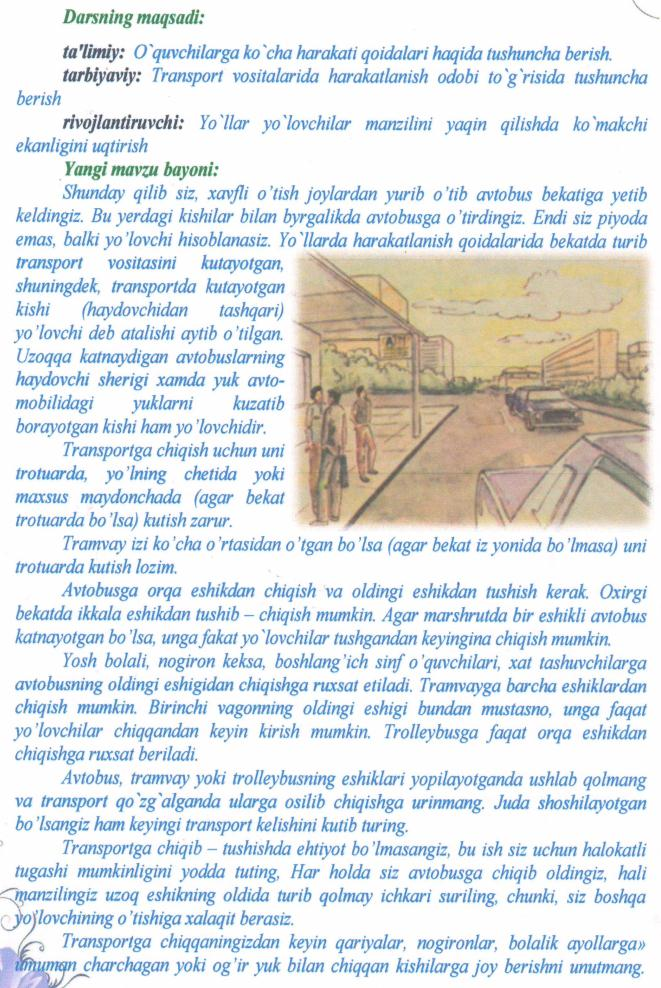 Darsning maqsadi:
ta'limiy: O`quvchilarga ko`cha harakati qoidalari haqida tushuncha berish.
tarbiyaviy: Transport vositalarida harakatlanish odobi to`g`risida tushuncha
berish
rivojlantiruvchi: Yo`llar yo`lovchilar manzilini yaqin qilishda ko`makchi
ekanligini uqtirish
Yangi mavzu bayoni:
Shunday qilib siz, xavfli o'tish joylardan yurib o'tib avtobus bekatiga yetib
keldingiz. Bu yerdagi kishilar bilan byrgalikda avtobusga o'tirdingiz. Endi siz piyoda
emas, balki yo'lovchi hisoblanasiz. Yo`llarda harakatlanish qoidalarida bekatda turib
transport vositasini kutayotgan,
shuningdek, transportda kutayotgan
kishi (haydovchidan tashqari)
yo'lovchi deb atalishi aytib o'tilgan.
Uzoqqa katnaydigan avtobuslarning
haydovchi sherigi xamda yuk avto-
mobilidagi yuklarni kuzatib
borayotgan kishi ham yo'lovchidir.
Transportga chiqish uchun uni
trotuarda, yo'lning chetida yoki
maxsus maydonchada (agar bekat
trotuarda bo'lsa) kutish zarur.
Tramvay izi ko'cha o'rtasidan o'tgan bo'lsa (agar bekat iz yonida bo'lmasa) uni
trotuarda kutish lozim.
Avtobusga orqa eshikdan chiqish va oldingi eshikdan tushish kerak. Oxirgi
bekatda ikkala eshikdan tushib – chiqish mumkin. Agar marshrutda bir eshikli avtobus
katnayotgan bo'lsa, unga fakat yo`lovchilar tushgandan keyingina chiqish mumkin.
Yosh bolali, nogiron keksa, boshlang'ich sinf o'quvchilari, xat tashuvchilarga
avtobusning oldingi eshigidan chiqishga ruxsat etiladi. Tramvayga barcha eshiklardan
chiqish mumkin. Birinchi vagonning oldingi eshigi bundan mustasno, unga faqat
yo'lovchilar chiqqandan keyin kirish mumkin. Trolleybusga faqat orqa eshikdan
chiqishga ruxsat beriladi.
Avtobus, tramvay yoki trolleybusning eshiklari yopilayotganda ushlab qolmang
va transport qo`zg`alganda ularga osilib chiqishga urinmang. Juda shoshilayotgan
bo'lsangiz ham keyingi transport kelishini kutib turing.
Transportga chiqib – tushishda ehtiyot bo'lmasangiz, bu ish siz uchun halokatli
tugashi mumkinligini yodda tuting, Har holda siz avtobusga chiqib oldingiz, hali
manzilingiz uzoq eshikning oldida turib qolmay ichkari suriling, chunki, siz boshqa
yo'lovchining o'tishiga xalaqit berasiz.
Transportga chiqqaningizdan keyin qariyalar, nogironlar, bolalik ayollarga»
umuman charchagan yoki og'ir yuk bilan chiqqan kishilarga joy berishni unutmang.